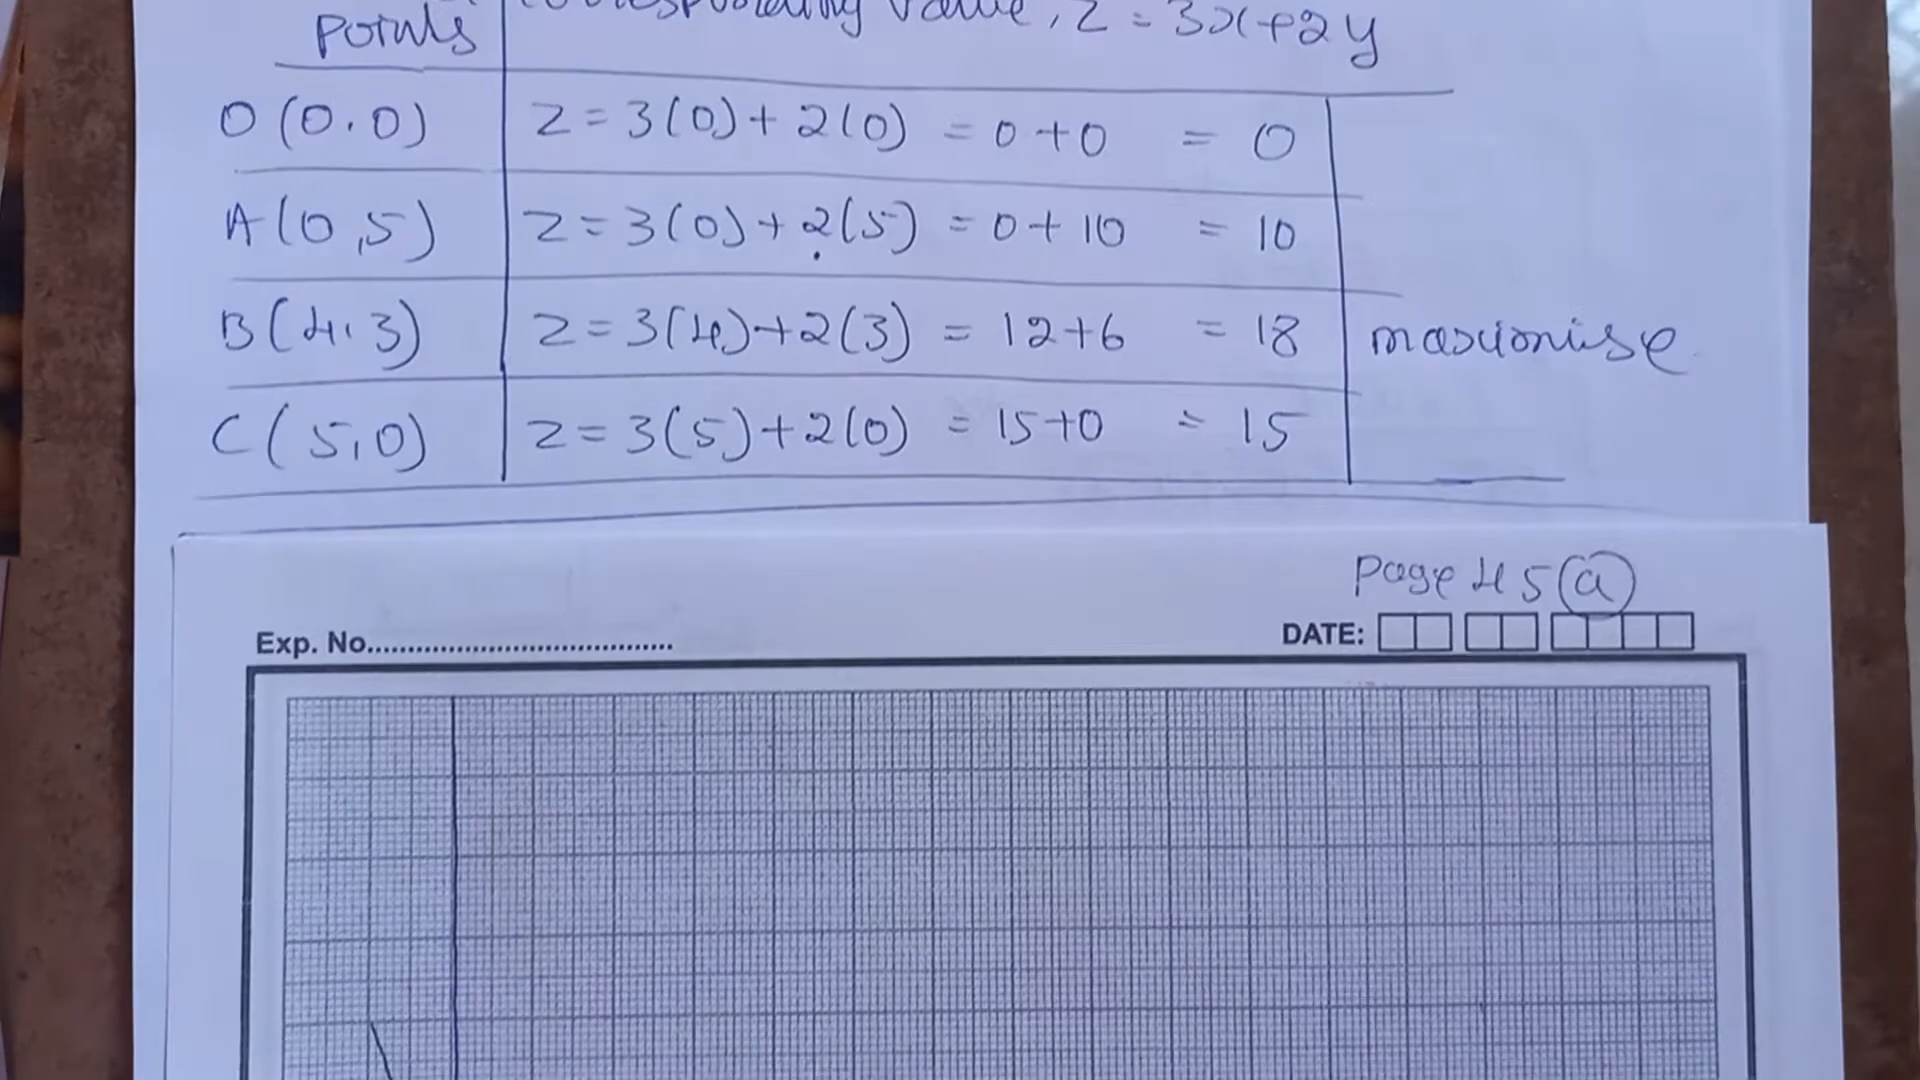 Points value, Z = 3x+2y
O(0,0) Z = 3(0)+2(0) = 0+0 = 0
A(0,5) Z = 3(0)+2(5) = 0+10 = 10
B(4,3) Z = 3(4)+2(3) = 12+6 = 18 maximise
C(5,0) Z = 3(5)+2(0) = 15+0 = 15
Page 45(a)
Exp. No.......................................
DATE: